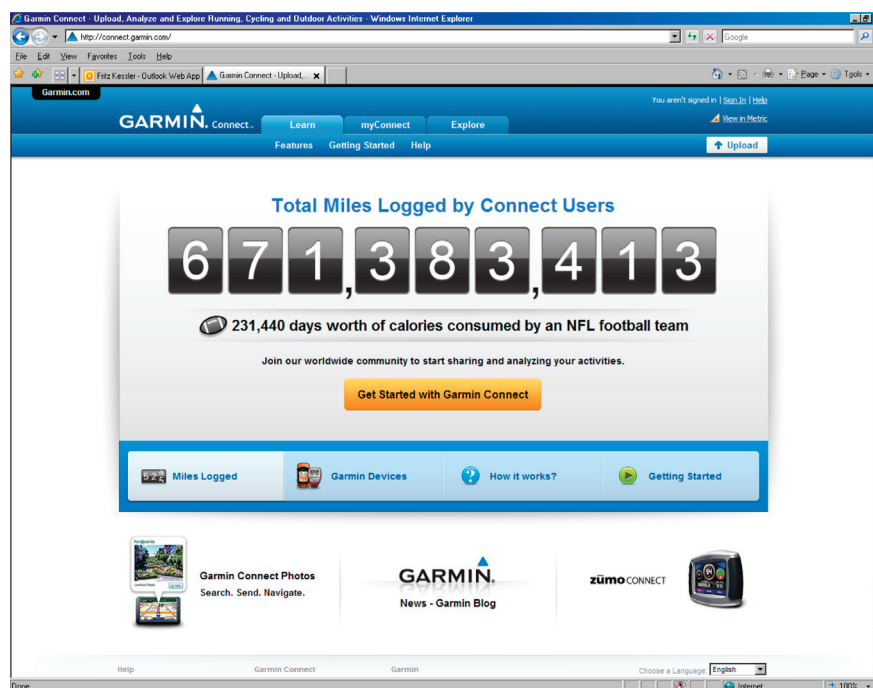 Garmin Connect - Upload, Analyze and Explore Running, Cycling and Outdoor Activities - Windows Internet Explorer
http://connect.garmin.com/
Google
File Edit View Favorites Tools Help
Fritz Kessler - Outlook Web App
Garmin Connect - Upload,...
Page
Tools
Garmin.com
You aren't signed in | Sign In | Help
GARMIN. Connect
Learn myConnect Explore
View in Metric
Features Getting Started Help
Upload
Total Miles Logged by Connect Users
671,383,413
231,440 days worth of calories consumed by an NFL football team
Join our worldwide community to start sharing and analyzing your activities.
Get Started with Garmin Connect
Miles Logged
Garmin Devices
How it works?
Getting Started
Garmin Connect Photos
Search. Send. Navigate.
GARMIN.
News - Garmin Blog
zūmo CONNECT
Help Garmin Connect Garmin
Choose a Language: English
Done
Internet
100%